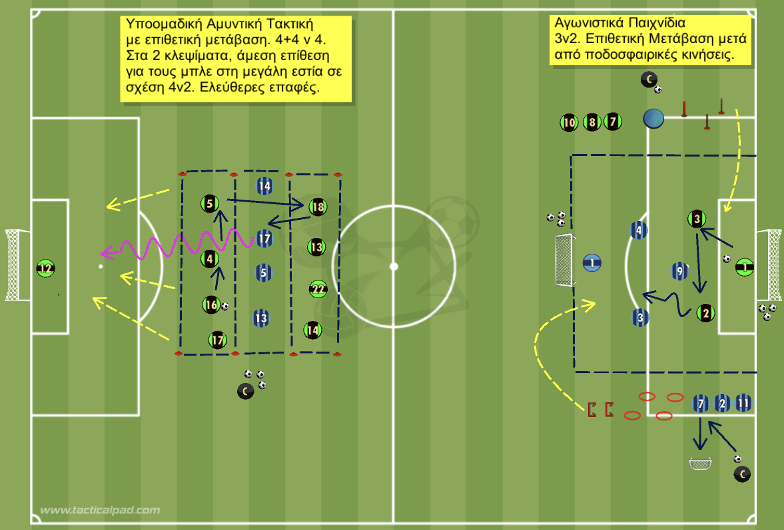 Υποομαδική Αμυντική Τακτική
με επιθετική μετάβαση. 4+4 v 4.
Στα 2 κλεψίματα, άμεση επίθεση
για τους μπλε στη μεγάλη εστία σε
σχέση 4v2. Ελεύθερες επαφές.
Αγωνιστικά Παιχνίδια
3v2. Επιθετική Μετάβαση μετά
από ποδοσφαιρικές κινήσεις.
C
10 8 7
14
5 18
3
4
17
13
4
12
5
1 9 1
16 22
2
13 3
17 14
C
7 2 11
C
www.tacticalpad.com